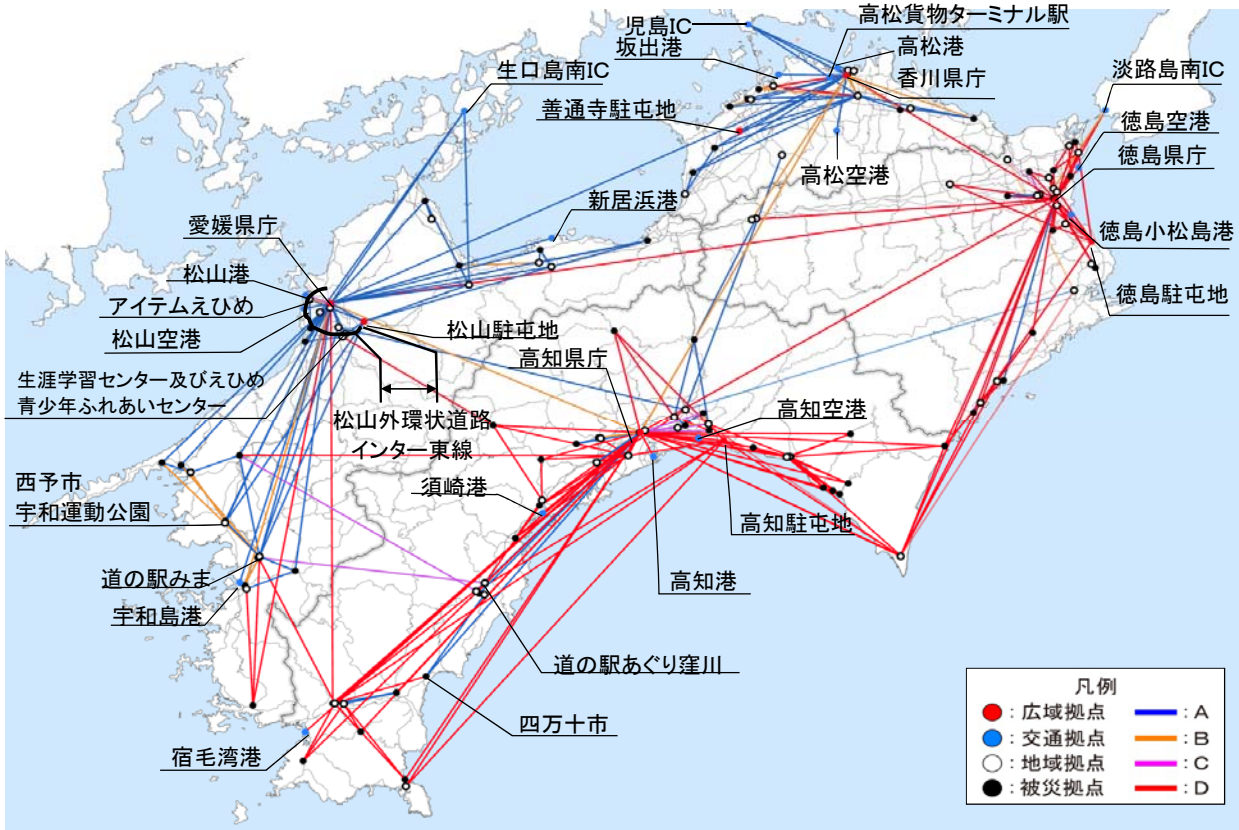 高松貨物ターミナル駅
児島IC
坂出港
高松港
生口島南IC
香川県庁
淡路島南IC
善通寺駐屯地
徳島空港
徳島県庁
高松空港
新居浜港
愛媛県庁
徳島小松島港
松山港
アイテムえひめ
徳島駐屯地
松山空港
松山駐屯地
高知県庁
生涯学習センター及びえひめ
青少年ふれあいセンター
松山外環状道路
インター東線
高知空港
西予市
宇和運動公園
須崎港
高知駐屯地
道の駅みま
高知港
宇和島港
道の駅あぐり窪川
四万十市
宿毛湾港
凡例
：広域拠点 ：A
：交通拠点 ：B
：地域拠点 ：C
：被災拠点 ：D